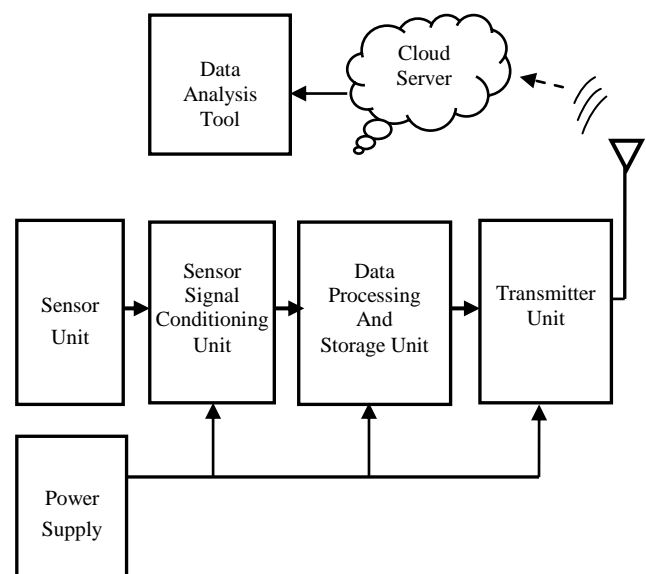 Data
Analysis
Tool
Cloud
Server
Sensor
Unit
Sensor
Signal
Conditioning
Unit
Data
Processing
And
Storage Unit
Transmitter
Unit
Power
Supply